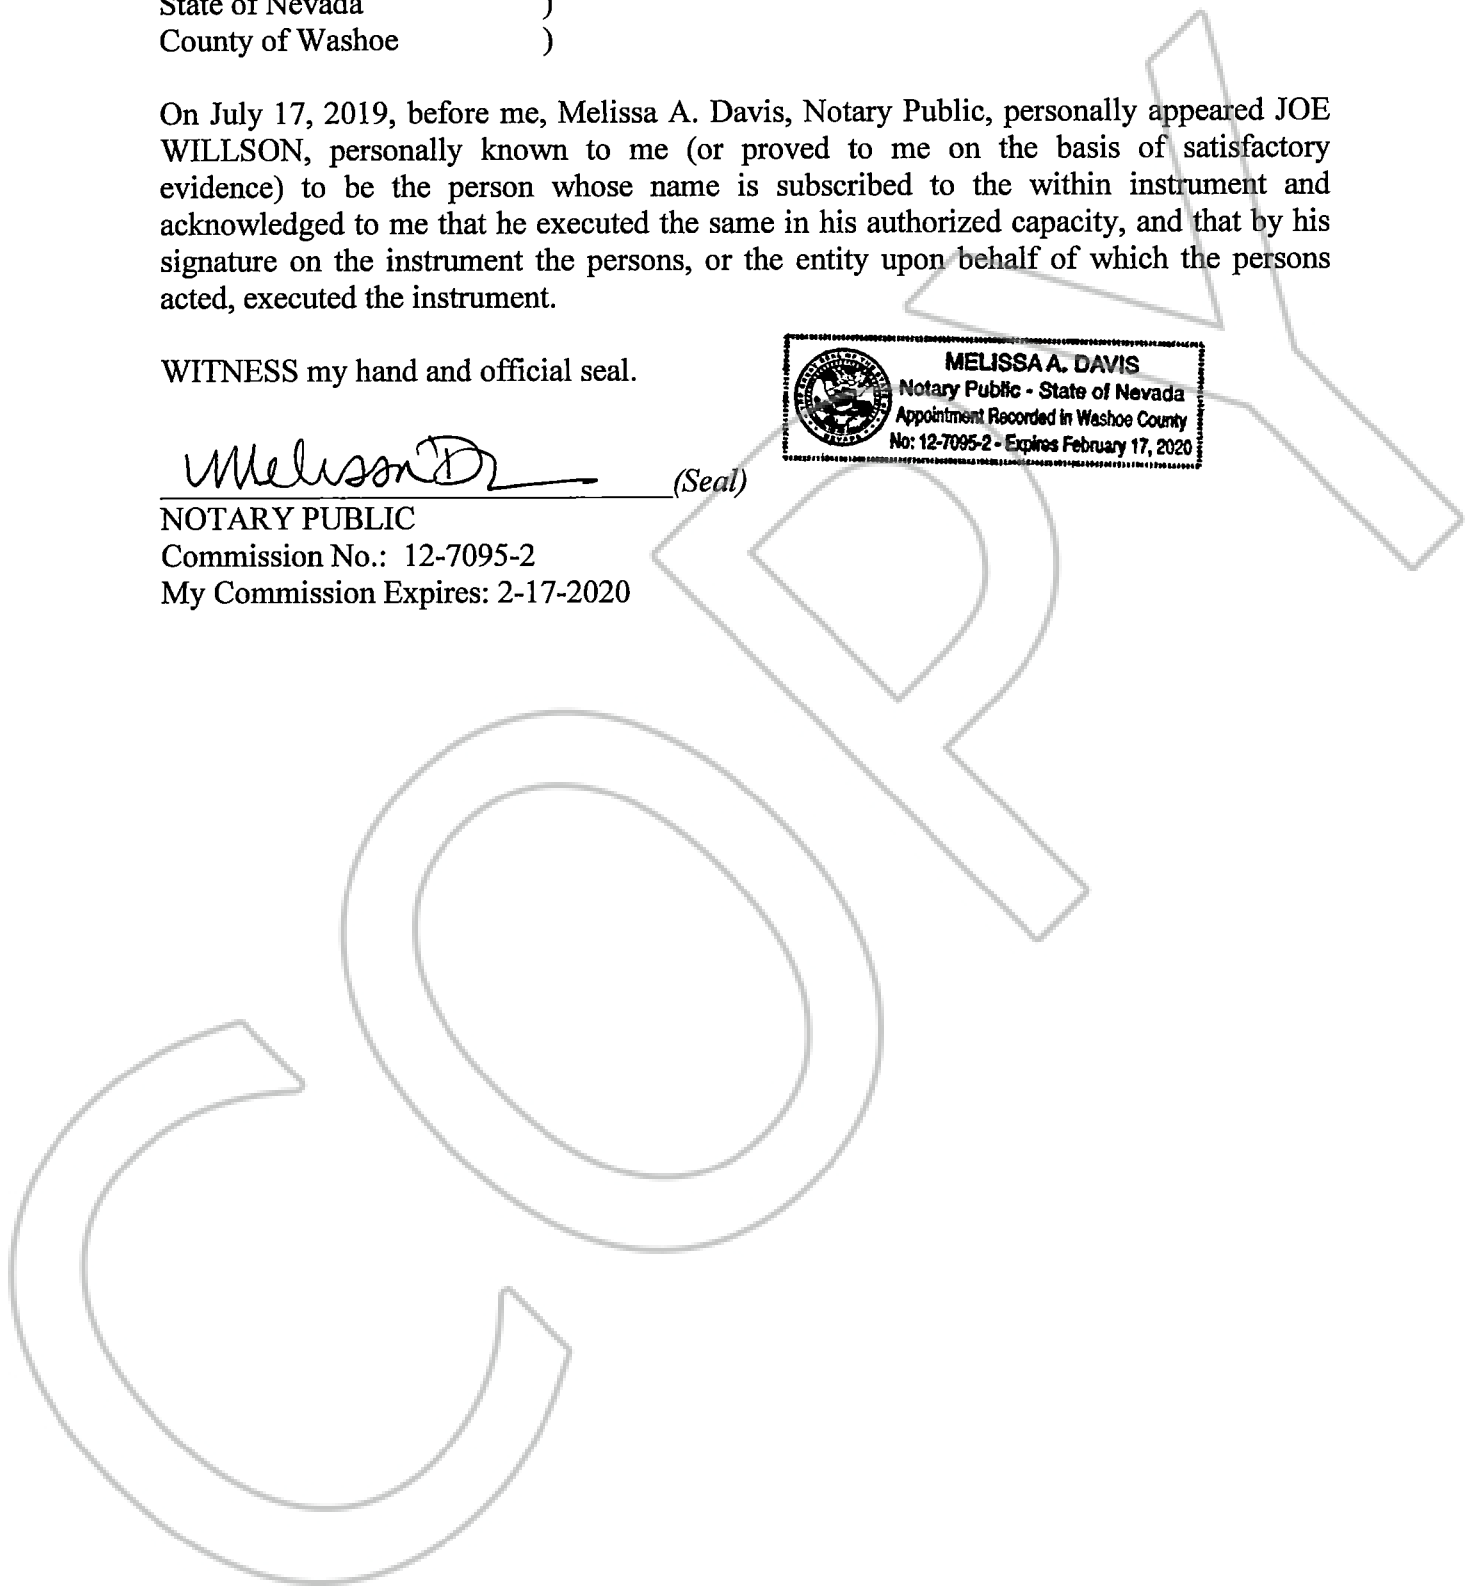 State of Nevada )
County of Washoe )
On July 17, 2019, before me, Melissa A. Davis, Notary Public, personally appeared JOE
WILLSON, personally known to me (or proved to me on the basis of satisfactory
evidence) to be the person whose name is subscribed to the within instrument and
acknowledged to me that he executed the same in his authorized capacity, and that by his
signature on the instrument the persons, or the entity upon behalf of which the persons
acted, executed the instrument.
WITNESS my hand and official seal.
MELISSA A. DAVIS
Notary Public - State of Nevada
Appointment Recorded in Washoe County
No: 12-7095-2 - Expires February 17, 2020
(Seal)
NOTARY PUBLIC
Commission No.: 12-7095-2
My Commission Expires: 2-17-2020
COPY